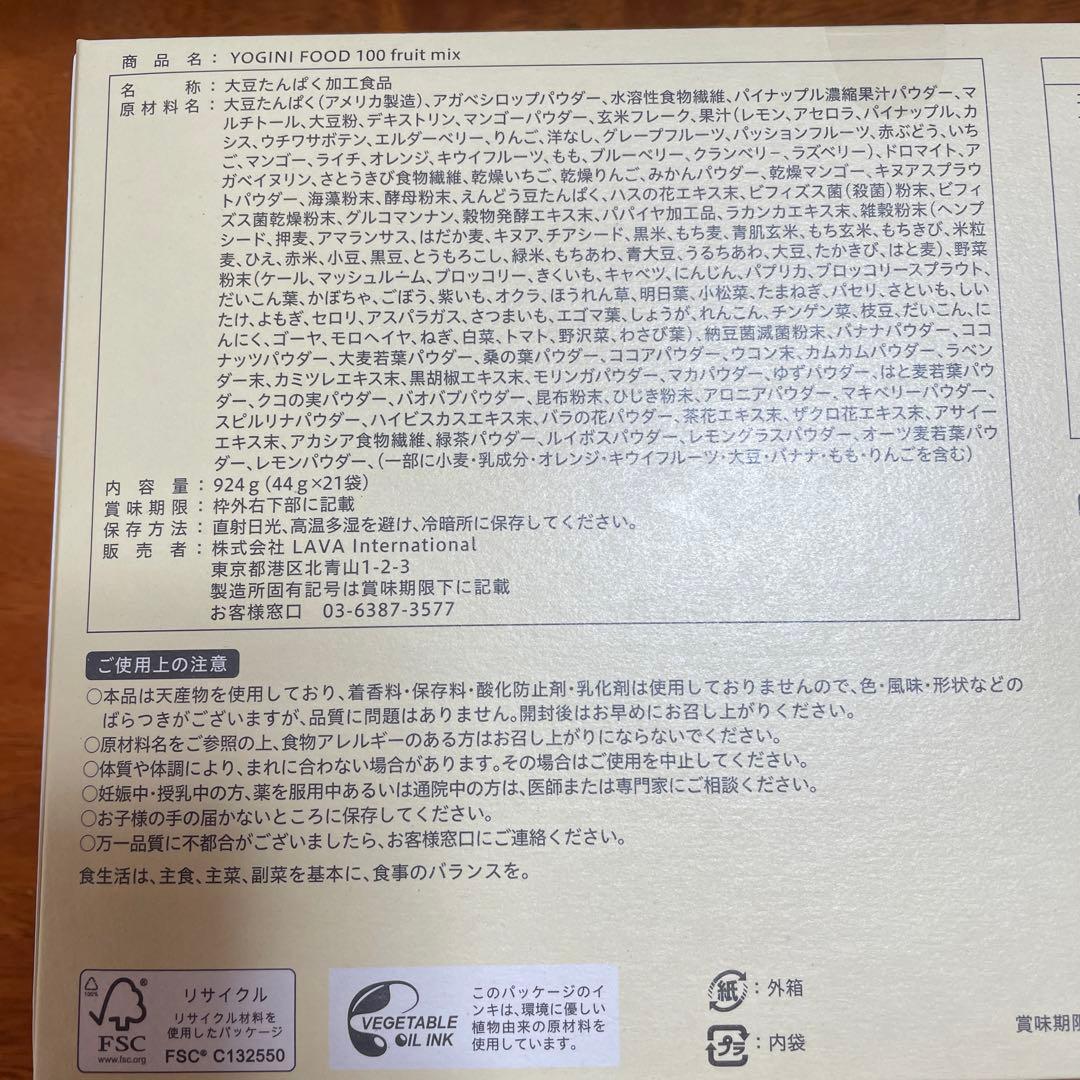 商品名：YOGINI FOOD 100 fruit mix
名称：大豆たんぱく加工食品
原材料名：大豆たんぱく（アメリカ製造）、アガベシロップパウダー、水溶性食物繊維、パイナップル濃縮果汁パウダー、マ
ルチトール、大豆粉、デキストリン、マンゴーパウダー、玄米フレーク、果汁（レモン、アセロラ、パイナップル、カ
シス、ウチワサボテン、エルダーベリー、りんご、洋なし、グレープフルーツ、パッションフルーツ、赤ぶどう、いち
ご、マンゴー、ライチ、オレンジ、キウイフルーツ、もも、ブルーベリー、クランベリー、ラズベリー）、ドロマイト、ア
ガベイヌリン、さとうきび食物繊維、乾燥いちご、乾燥りんご、みかんパウダー、乾燥マンゴー、キヌアスプラウ
トパウダー、海藻粉末、酵母粉末、えんどう豆たんぱく、ハスの花エキス末、ビフィズス菌（殺菌）粉末、ビフィ
ズス菌乾燥粉末、グルコマンナン、穀物発酵エキス末、パパイヤ加工品、ラカンカエキス末、雑穀粉末（ヘンプ
シード、押麦、アマランサス、はだか麦、キヌア、チアシード、黒米、もち麦、青肌玄米、もち玄米、もちきび、米粒
麦、ひえ、赤米、小豆、黒豆、とうもろこし、緑米、もちあわ、青大豆、うるちあわ、大豆、たかきび、はと麦）、野菜
粉末（ケール、マッシュルーム、ブロッコリー、きくいも、キャベツ、にんじん、パプリカ、ブロッコリースプラウト、
だいこん葉、かぼちゃ、ごぼう、紫いも、オクラ、ほうれん草、明日葉、小松菜、たまねぎ、パセリ、さといも、しい
たけ、よもぎ、セロリ、アスパラガス、さつまいも、エゴマ葉、しょうが、れんこん、チンゲン菜、枝豆、だいこん、に
んにく、ゴーヤ、モロヘイヤ、ねぎ、白菜、トマト、野沢菜、わさび葉）、納豆菌滅菌粉末、バナナパウダー、ココ
ナッツパウダー、大麦若葉パウダー、桑の葉パウダー、ココアパウダー、ウコン末、カムカムパウダー、ラベン
ダー末、カミツレエキス末、黒胡椒エキス末、モリンガパウダー、マカパウダー、ゆずパウダー、はと麦若葉パウ
ダー、クコの実パウダー、バオバブパウダー、昆布粉末、ひじき粉末、アロニアパウダー、マキベリーパウダー、
スピルリナパウダー、ハイビスカスエキス末、バラの花パウダー、茶花エキス末、ザクロ花エキス末、アサイー
エキス末、アカシア食物繊維、緑茶パウダー、ルイボスパウダー、レモングラスパウダー、オーツ麦若葉パウ
ダー、レモンパウダー、（一部に小麦・乳成分・オレンジ・キウイフルーツ・大豆・バナナ・もも・りんごを含む）
内容量：924g（44g×21袋）
賞味期限：枠外右下部に記載
保存方法：直射日光、高温多湿を避け、冷暗所に保存してください。
販売者：株式会社 LAVA International
東京都港区北青山1-2-3
製造所固有記号は賞味期限下に記載
お客様窓口 03-6387-3577
ご使用上の注意
○本品は天産物を使用しており、着香料・保存料・酸化防止剤・乳化剤は使用しておりませんので、色・風味・形状などの
ばらつきがございますが、品質に問題はありません。開封後はお早めにお召し上がりください。
○原材料名をご参照の上、食物アレルギーのある方はお召し上がりにならないでください。
○体質や体調により、まれに合わない場合があります。その場合はご使用を中止してください。
○妊娠中・授乳中の方、薬を服用中あるいは通院中の方は、医師または専門家にご相談ください。
○お子様の手の届かないところに保存してください。
○万一品質に不都合がございましたら、お客様窓口にご連絡ください。
食生活は、主食、主菜、副菜を基本に、食事のバランスを。
100%
FSC
www.fsc.org
リサイクル
リサイクル材料を
使用したパッケージ
FSC® C132550
VEGETABLE
OIL INK
このパッケージのイ
ンキは、環境に優しい
植物由来の原材料を
使用しています。
紙：外箱
プラ：内袋
賞味期限